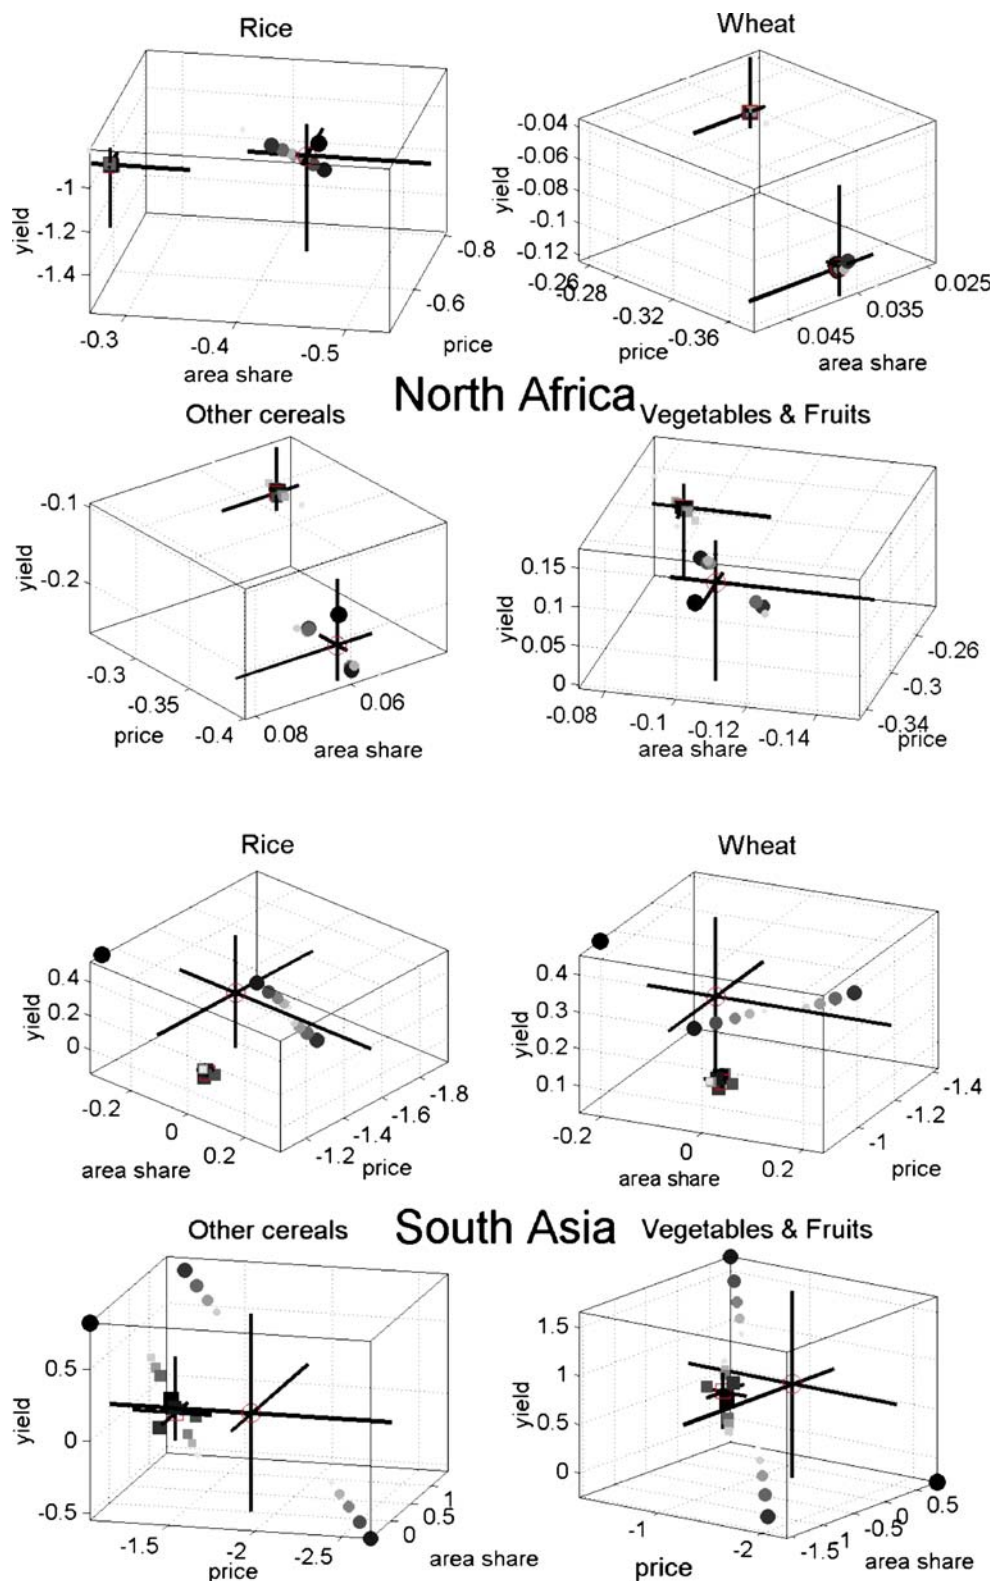 Rice
Wheat
yield
-1
-1.2
-1.4
-0.3
-0.4
-0.5
area share
-0.8
-0.6
price
yield
-0.04
-0.06
-0.08
-0.1
-0.12
-0.26
-0.28
-0.32
-0.36
price
0.045
0.035
0.025
area share
North Africa
Other cereals
Vegetables & Fruits
yield
-0.1
-0.2
-0.3
-0.35
-0.4
price
0.08
0.06
area share
yield
0.15
0.1
0.05
0
-0.08
-0.1
-0.12
-0.14
area share
-0.26
-0.3
-0.34
price
Rice
Wheat
yield
0.4
0.2
0
-0.2
0
0.2
area share
-1.8
-1.6
-1.4
-1.2
price
yield
0.4
0.3
0.2
0.1
-0.2
0
0.2
area share
-1.4
-1.2
-1
price
South Asia
Other cereals
Vegetables & Fruits
yield
0.5
0
-0.5
-1.5
-2
-2.5
price
1
0.5
0
area share
yield
1.5
1
0.5
0
-1
-2
price
-1.5
1
-0.5
0
0.5
area share